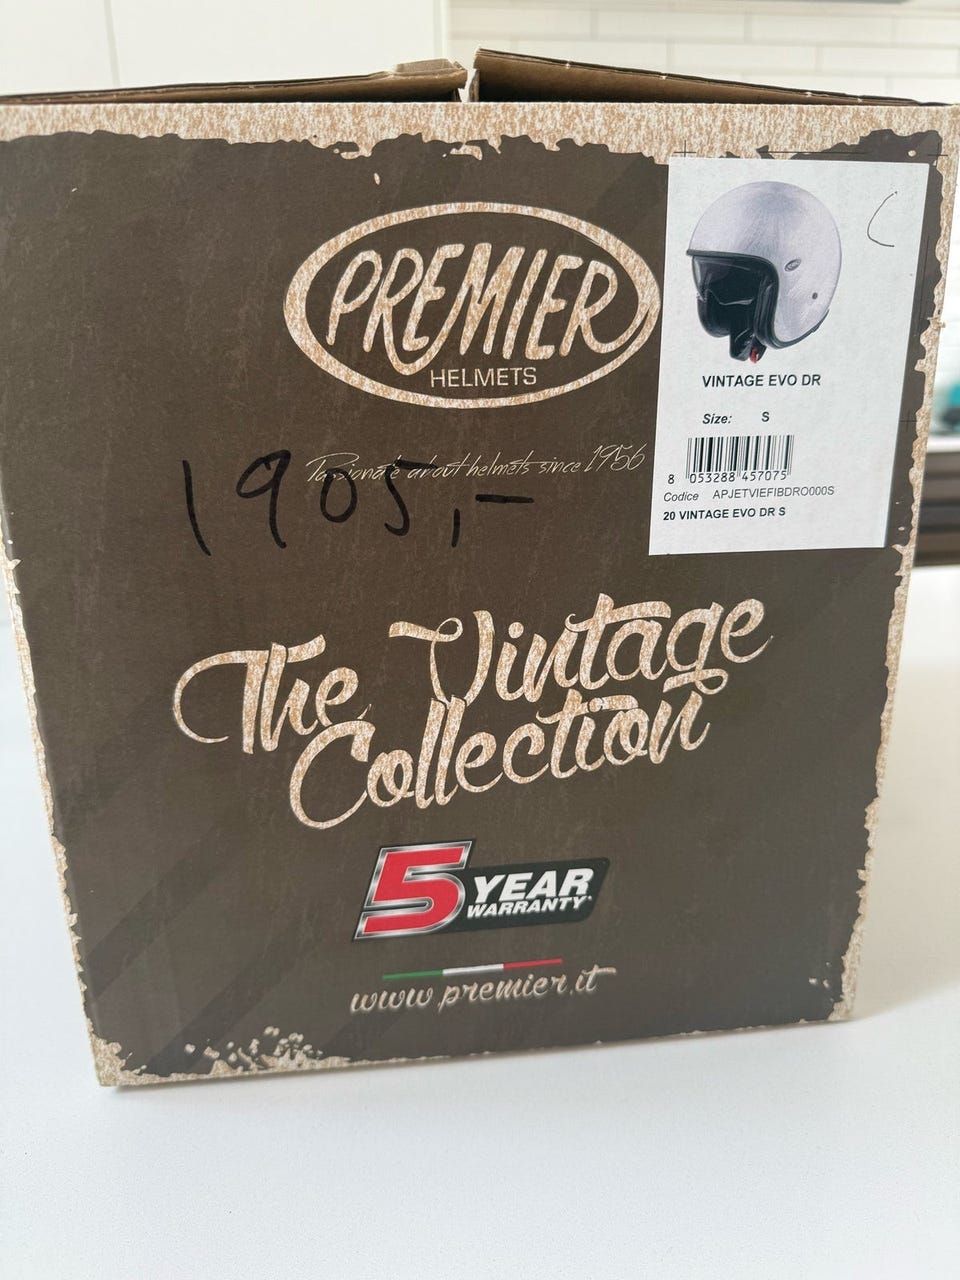 PREMIER
HELMETS
Passionate about helmets since 1956
1905,-
VINTAGE EVO DR
Size: S
8 053288 457075
Codice APJETVIEFIBDRO000S
20 VINTAGE EVO DR S
The Vintage
Collection
5 YEAR
WARRANTY*
www.premier.it